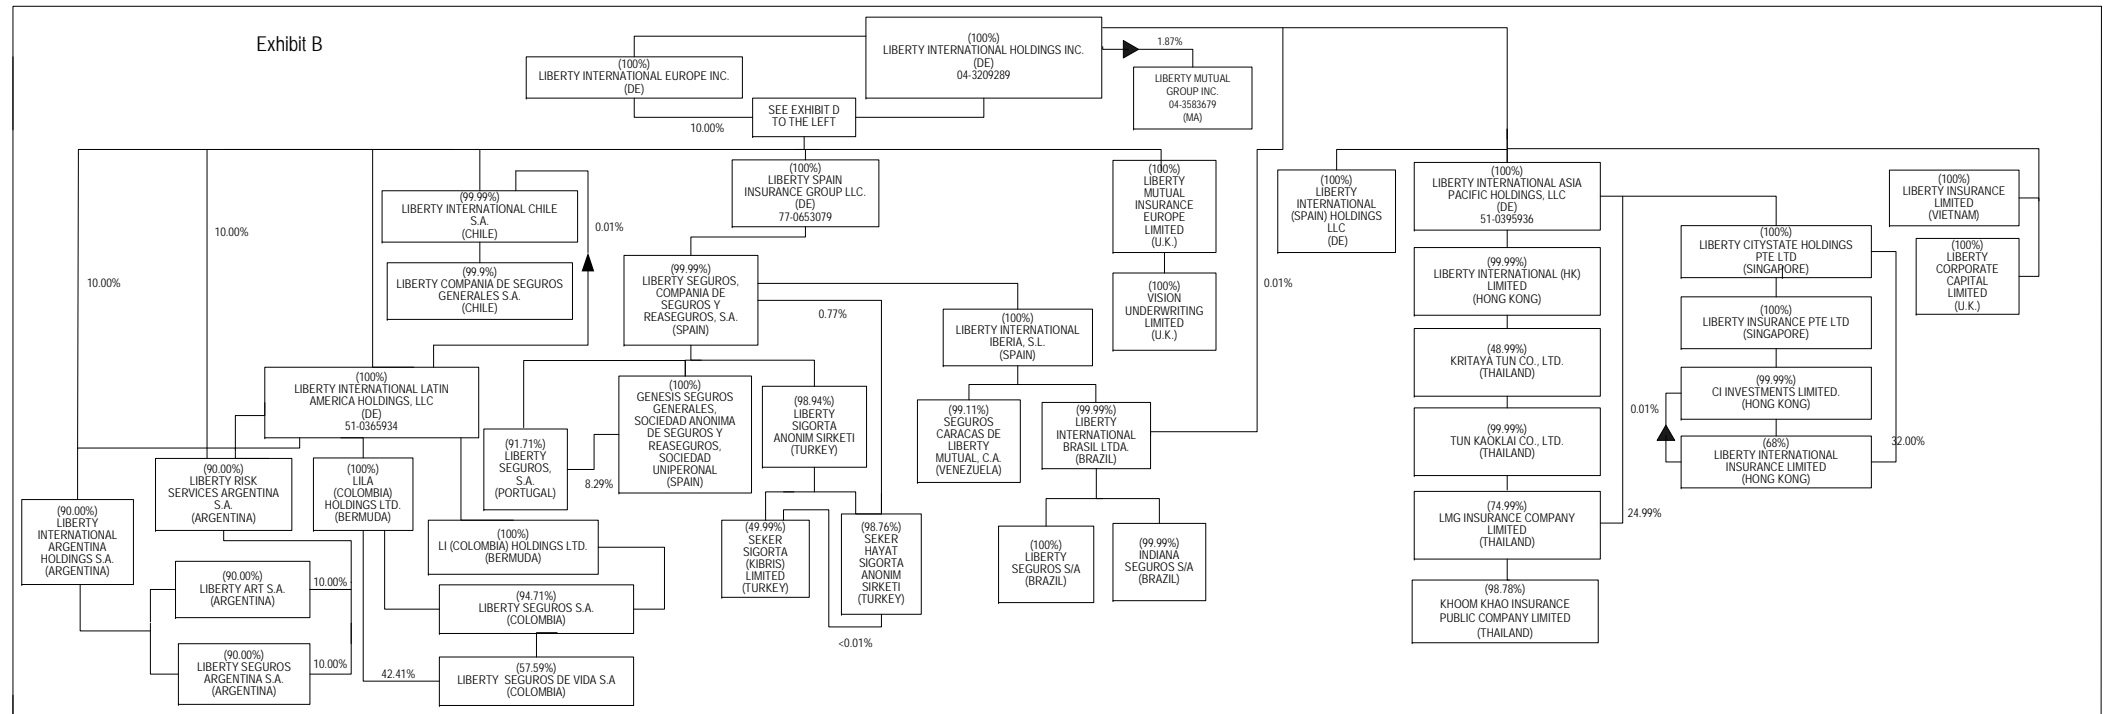 Exhibit B
(100%)
LIBERTY INTERNATIONAL HOLDINGS INC.
(DE)
04-3209289
1.87%
(100%)
LIBERTY INTERNATIONAL EUROPE INC.
(DE)
LIBERTY MUTUAL
GROUP INC.
04-3583679
(MA)
SEE EXHIBIT D
TO THE LEFT
10.00%
(99.99%)
LIBERTY INTERNATIONAL CHILE
S.A.
(CHILE)
0.01%
10.00%
10.00%
(99.9%)
LIBERTY COMPANIA DE SEGUROS
GENERALES S.A.
(CHILE)
(100%)
LIBERTY SPAIN
INSURANCE GROUP LLC.
(DE)
77-0653079
(100%)
LIBERTY
MUTUAL
INSURANCE
EUROPE
LIMITED
(U.K.)
(100%)
VISION
UNDERWRITING
LIMITED
(U.K.)
0.01%
(100%)
LIBERTY
INTERNATIONAL
(SPAIN) HOLDINGS
LLC
(DE)
(100%)
LIBERTY INTERNATIONAL ASIA
PACIFIC HOLDINGS, LLC
(DE)
51-0395936
(100%)
LIBERTY INSURANCE
LIMITED
(VIETNAM)
(100%)
LIBERTY
CORPORATE
CAPITAL
LIMITED
(U.K.)
(100%)
LIBERTY CITYSTATE HOLDINGS
PTE LTD
(SINGAPORE)
(99.99%)
LIBERTY INTERNATIONAL (HK)
LIMITED
(HONG KONG)
(100%)
LIBERTY INSURANCE PTE LTD
(SINGAPORE)
(48.99%)
KRITAYA TUN CO., LTD.
(THAILAND)
(99.99%)
CI INVESTMENTS LIMITED.
(HONG KONG)
0.01%
32.00%
(68%)
LIBERTY INTERNATIONAL
INSURANCE LIMITED
(HONG KONG)
(99.99%)
TUN KAOKLAI CO., LTD.
(THAILAND)
(74.99%)
LMG INSURANCE COMPANY
LIMITED
(THAILAND)
24.99%
(98.78%)
KHOOM KHAO INSURANCE
PUBLIC COMPANY LIMITED
(THAILAND)
(99.99%)
LIBERTY SEGUROS,
COMPANIA DE
SEGUROS Y
REASEGUROS, S.A.
(SPAIN)
0.77%
(100%)
LIBERTY INTERNATIONAL
IBERIA, S.L.
(SPAIN)
(100%)
LIBERTY INTERNATIONAL LATIN
AMERICA HOLDINGS, LLC
(DE)
51-0365934
(91.71%)
LIBERTY
SEGUROS,
S.A.
(PORTUGAL)
8.29%
(100%)
GENESIS SEGUROS
GENERALES,
SOCIEDAD ANONIMA
DE SEGUROS Y
REASEGUROS,
SOCIEDAD
UNIPERONAL
(SPAIN)
(98.94%)
LIBERTY
SIGORTA
ANONIM SIRKETI
(TURKEY)
(99.11%)
SEGUROS
CARACAS DE
LIBERTY
MUTUAL, C.A.
(VENEZUELA)
(99.99%)
LIBERTY
INTERNATIONAL
BRASIL LTDA.
(BRAZIL)
(90.00%)
LIBERTY
INTERNATIONAL
ARGENTINA
HOLDINGS S.A.
(ARGENTINA)
(90.00%)
LIBERTY RISK
SERVICES ARGENTINA
S.A.
(ARGENTINA)
(100%)
LILA
(COLOMBIA)
HOLDINGS LTD.
(BERMUDA)
(100%)
LI (COLOMBIA) HOLDINGS LTD.
(BERMUDA)
(49.99%)
SEKER
SIGORTA
(KIBRIS)
LIMITED
(TURKEY)
(98.76%)
SEKER
HAYAT
SIGORTA
ANONIM
SIRKETI
(TURKEY)
<0.01%
(100%)
LIBERTY
SEGUROS S/A
(BRAZIL)
(99.99%)
INDIANA
SEGUROS S/A
(BRAZIL)
(90.00%)
LIBERTY ART S.A.
(ARGENTINA)
10.00%
(94.71%)
LIBERTY SEGUROS S.A.
(COLOMBIA)
(90.00%)
LIBERTY SEGUROS
ARGENTINA S.A.
(ARGENTINA)
10.00%
42.41%
(57.59%)
LIBERTY SEGUROS DE VIDA S.A
(COLOMBIA)